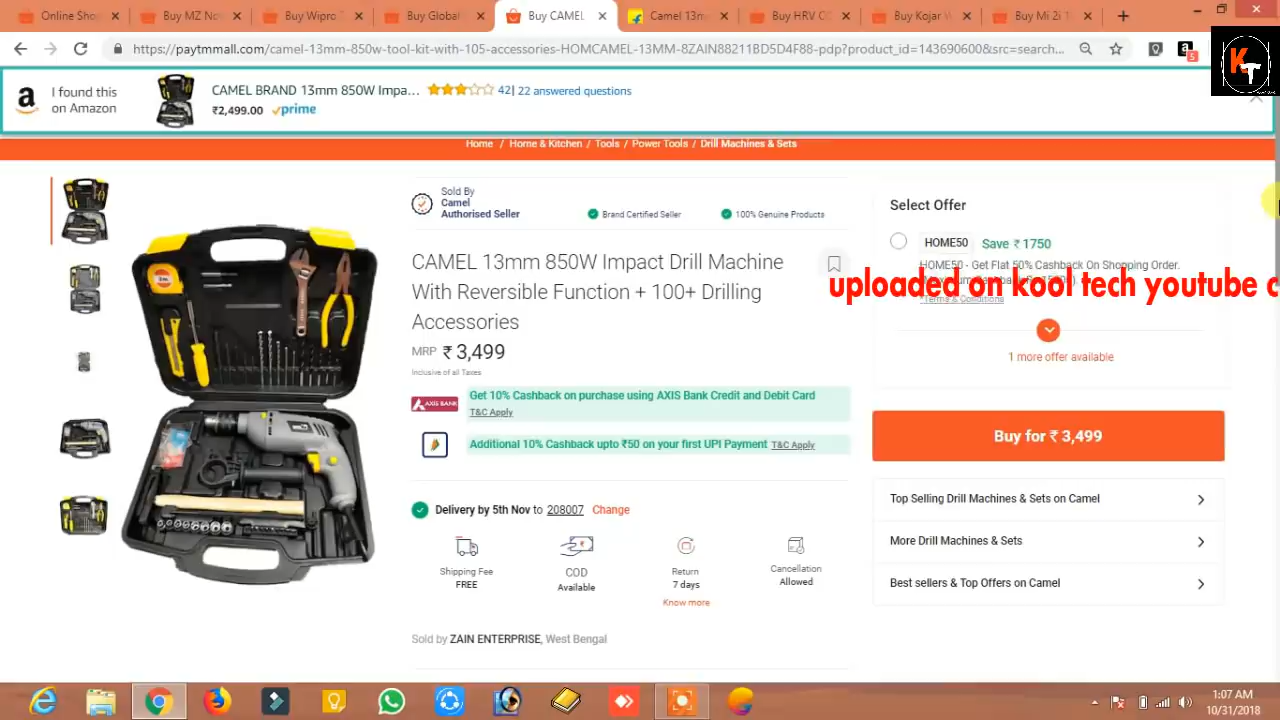 Online Shop
Buy MZ No
Buy Wipro
Buy Global
Buy CAMEL
Camel 13m
Buy HRV
Buy Kojar W
Buy Mi 2i
https://paytmmall.com/camel-13mm-850w-tool-kit-with-105-accessories-HOMCAMEL-13MM-8ZAIN88211BD5D4F88-pdp?product_id=143690600&src=search...
KT
a I found this
on Amazon
CAMEL BRAND 13mm 850W Impa... 42| 22 answered questions
₹2,499.00 prime
Home / Home & Kitchen / Tools / Power Tools / Drill Machines & Sets
Sold By
Camel
Authorised Seller
Brand Certified Seller
100% Genuine Products
CAMEL 13mm 850W Impact Drill Machine
With Reversible Function + 100+ Drilling
Accessories
MRP ₹ 3,499
Inclusive of all Taxes
AXIS BANK
Get 10% Cashback on purchase using AXIS Bank Credit and Debit Card
T&C Apply
Additional 10% Cashback upto ₹50 on your first UPI Payment T&C Apply
Delivery by 5th Nov to 208007 Change
Shipping Fee
FREE
COD
Available
Return
7 days
Know more
Cancellation
Allowed
Sold by ZAIN ENTERPRISE, West Bengal
Select Offer
HOME50 Save ₹ 1750
HOME50 - Get Flat 50% Cashback On Shopping Order.
uploaded on kool tech youtube c
*Terms & Conditions
1 more offer available
Buy for ₹ 3,499
Top Selling Drill Machines & Sets on Camel
More Drill Machines & Sets
Best sellers & Top Offers on Camel
1:07 AM
10/31/2018